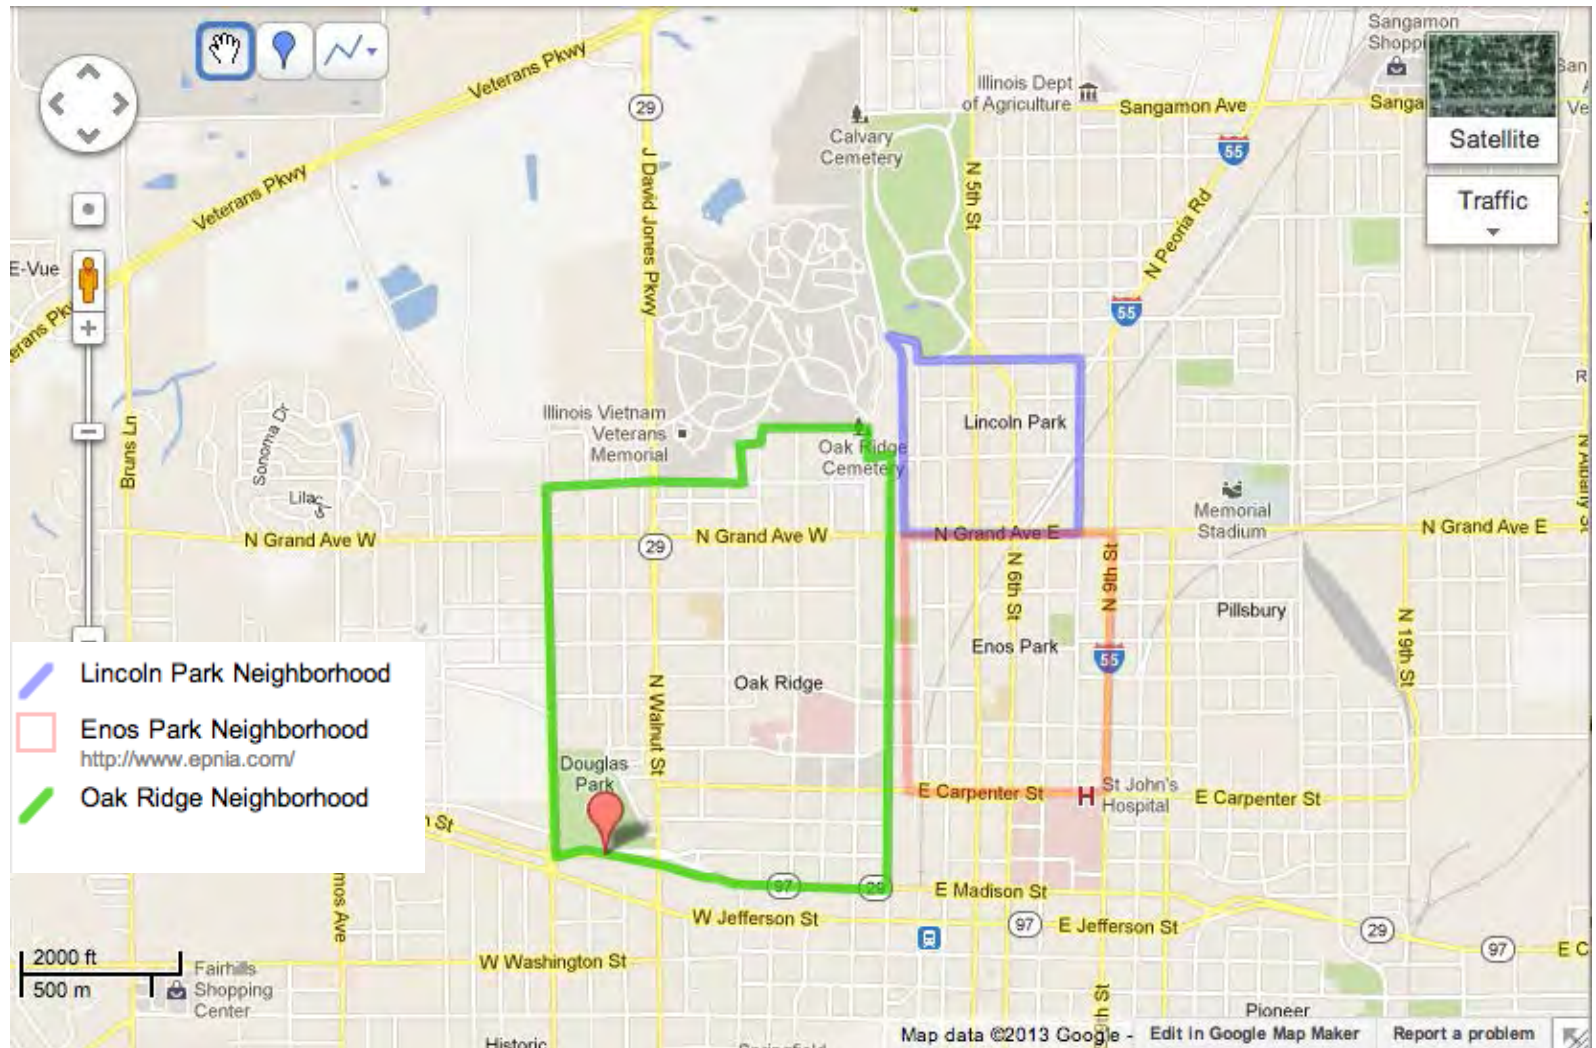 Sangamon
Illinois Dept
of Agriculture
Sangamon Ave
Veterans Pkwy
29
Calvary
Cemetery
55
Satellite
Traffic
J David Jones Pkwy
N 5th St
N Peoria Rd
Veterans Pkwy
E-Vue
55
Illinois Vietnam
Veterans
Memorial
Lincoln Park
Oak Ridge
Cemetery
Bruns Ln
Sonoma Dr
Memorial
Stadium
N Grand Ave W
29
N Grand Ave W
N Grand Ave E
N Grand Ave E
N 6th St
N 9th St
Pillsbury
Enos Park
55
N 19th St
Oak Ridge
N Walnut St
Lincoln Park Neighborhood
Enos Park Neighborhood
http://www.epnia.com/
Oak Ridge Neighborhood
Douglas
Park
E Carpenter St
H
St John's
Hospital
E Carpenter St
97
29
E Madison St
W Jefferson St
97
E Jefferson St
29
97
W Washington St
2000 ft
500 m
Fairhills
Shopping
Center
Pioneer
Historic
Map data ©2013 Google - Edit in Google Map Maker Report a problem